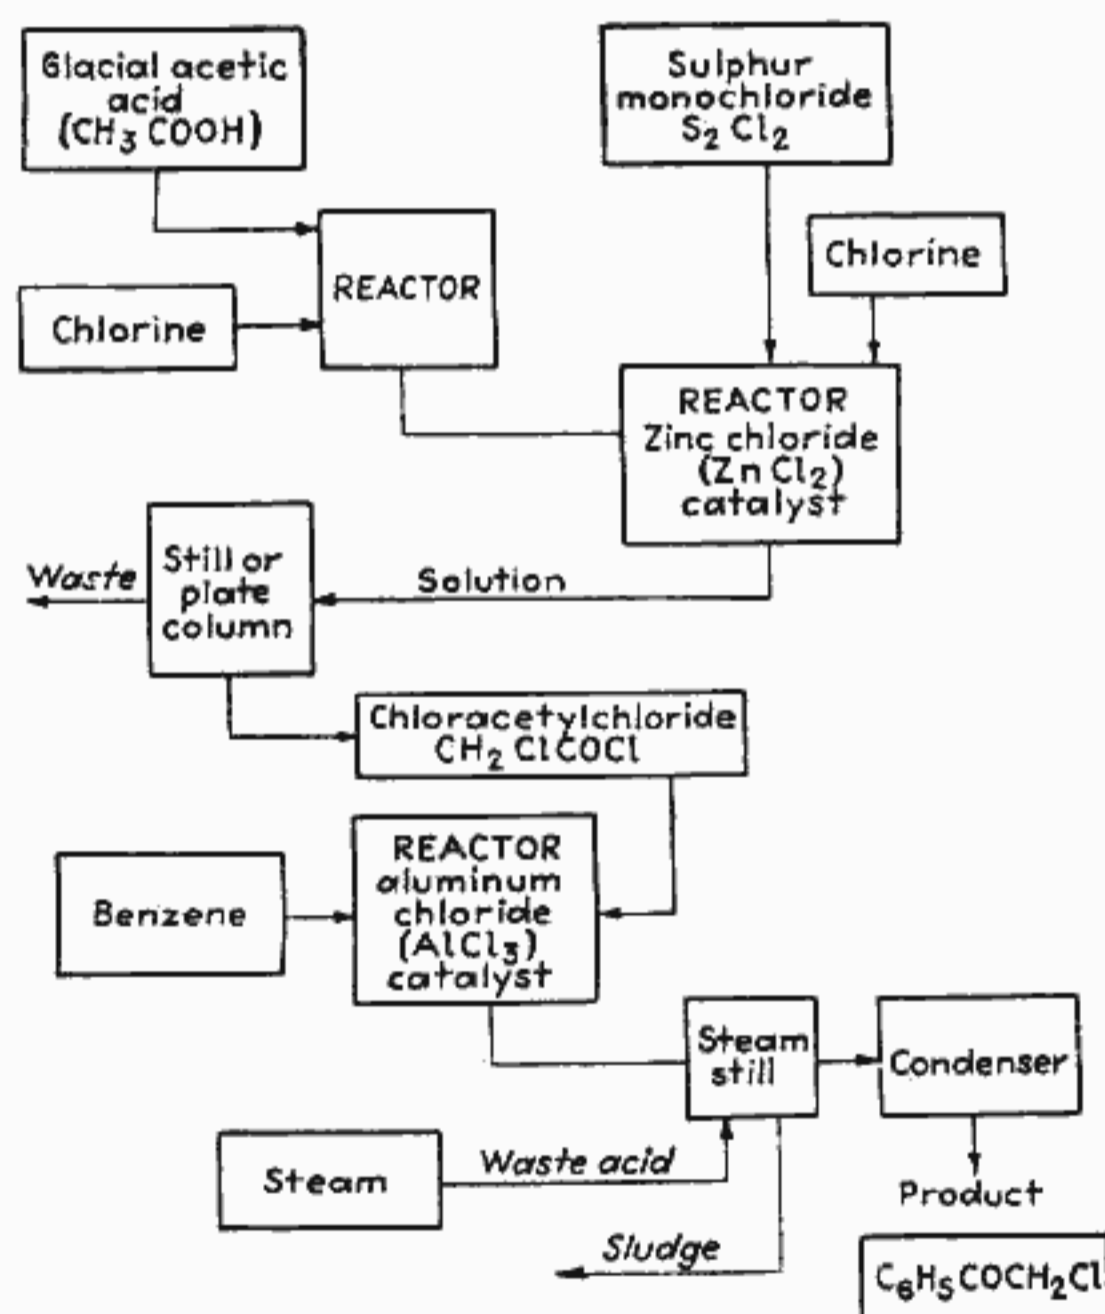 Glacial acetic
acid
(CH₃ COOH)
Sulphur
monochloride
S₂ Cl₂
Chlorine
REACTOR
Chlorine
REACTOR
Zinc chloride
(Zn Cl₂)
catalyst
Waste
Still or
plate
column
Solution
Chloracetylchloride
CH₂ ClCOCl
Benzene
REACTOR
aluminum
chloride
(AlCl₃)
catalyst
Steam
still
Condenser
Steam
Waste acid
Product
Sludge
C₆H₅COCH₂Cl